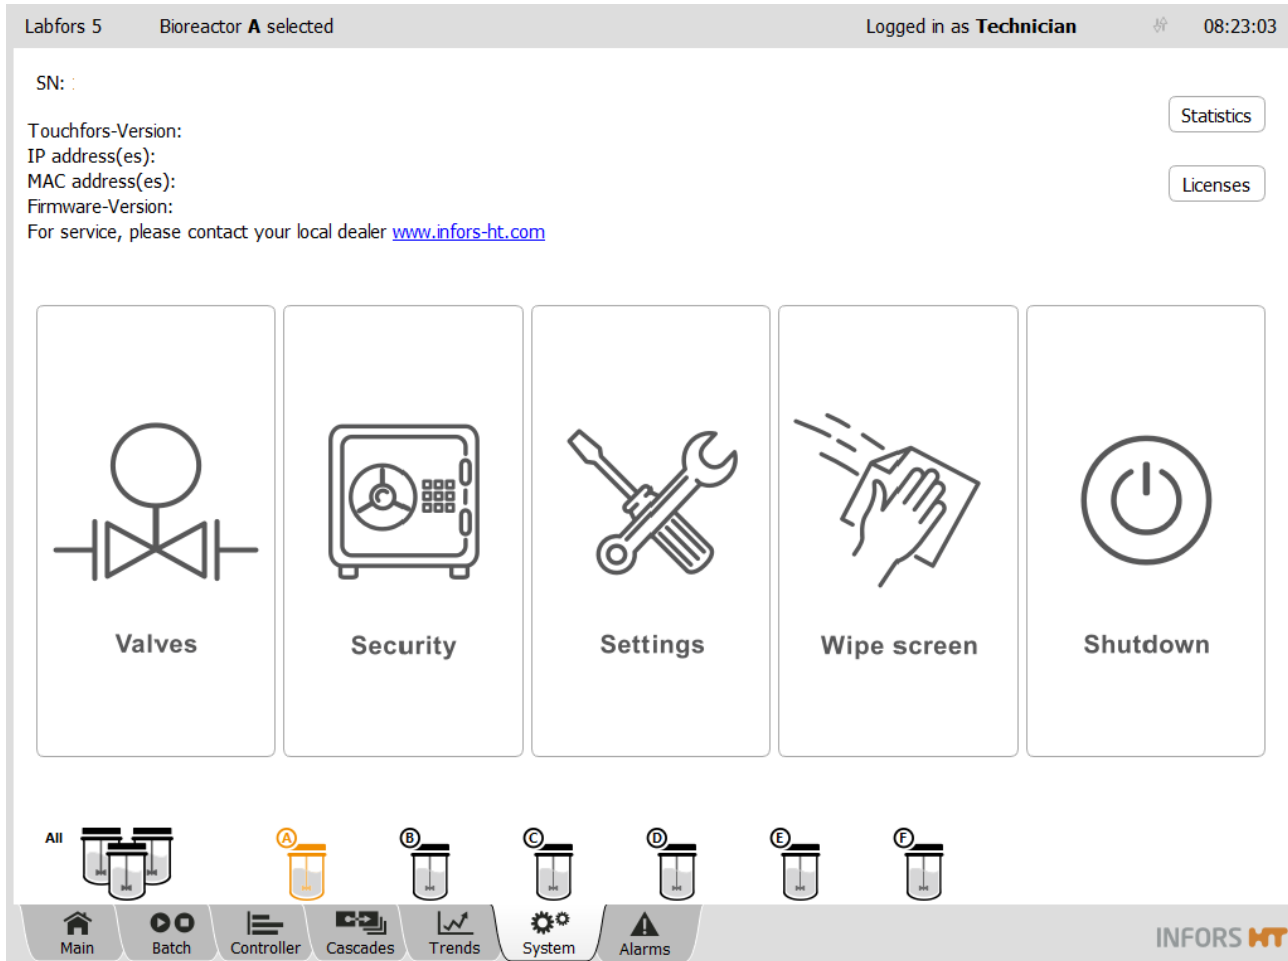 Labfors 5 Bioreactor A selected Logged in as Technician 08:23:03
SN:
Statistics
Touchfors-Version:
IP address(es):
MAC address(es):
Licenses
Firmware-Version:
For service, please contact your local dealer www.infors-ht.com
Valves Security Settings Wipe screen Shutdown
All A B C D E F
Main Batch Controller Cascades Trends System Alarms
INFORS HT